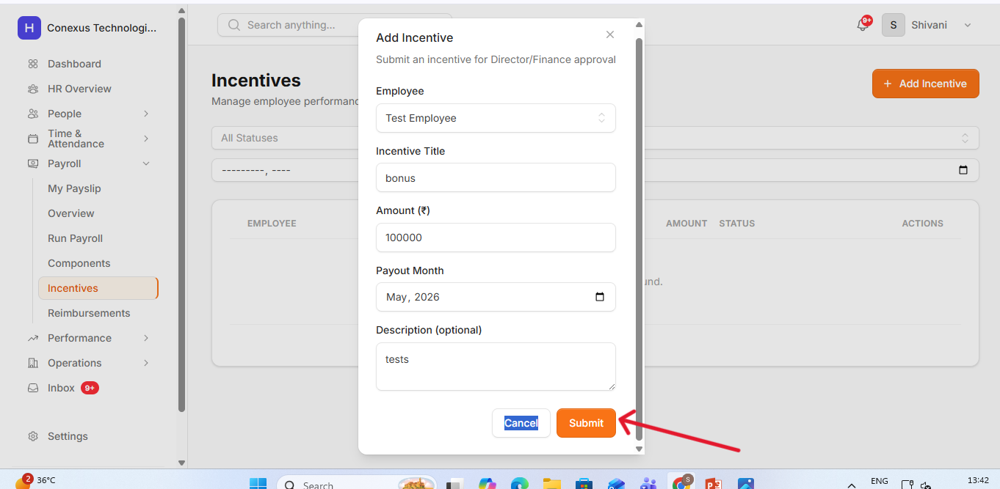 H Conexus Technologi...
Search anything...
9+
S Shivani
Dashboard
HR Overview
People
Time &
Attendance
Payroll
My Payslip
Overview
Run Payroll
Components
Incentives
Reimbursements
Performance
Operations
Inbox 9+
Settings
Incentives
Manage employee performanc
+ Add Incentive
All Statuses
---------, ----
EMPLOYEE
AMOUNT STATUS ACTIONS
und.
Add Incentive
Submit an incentive for Director/Finance approval
Employee
Test Employee
Incentive Title
bonus
Amount (₹)
100000
Payout Month
May, 2026
Description (optional)
tests
Cancel Submit
2 36°C
Search
S
ENG
13:42